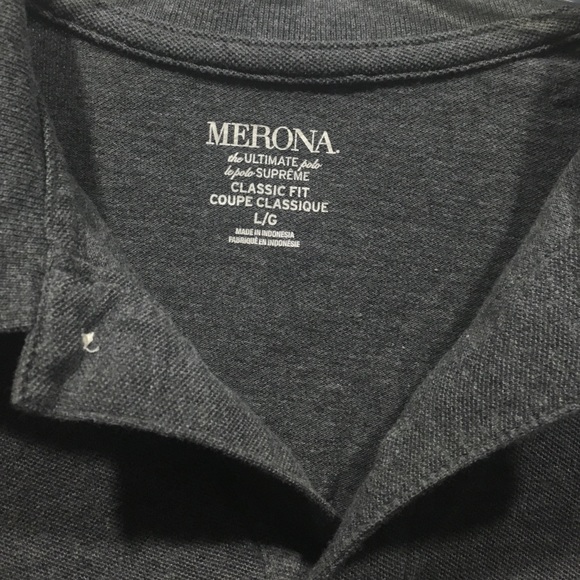 MERONA.
the ULTIMATE polo
le polo SUPRÊME
CLASSIC FIT
COUPE CLASSIQUE
L/G
MADE IN INDONESIA
FABRIQUÉ EN INDONÉSIE